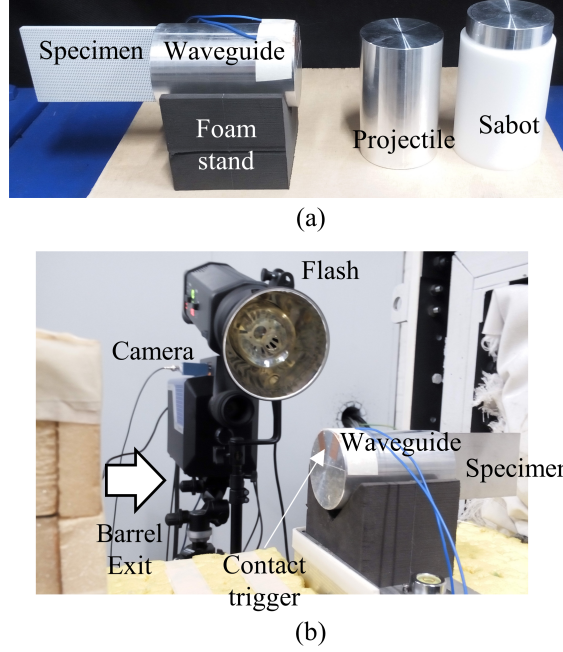 Specimen
Waveguide
Foam
stand
Projectile
Sabot
(a)
Flash
Camera
Waveguide
Specimen
Barrel
Exit
Contact
trigger
(b)